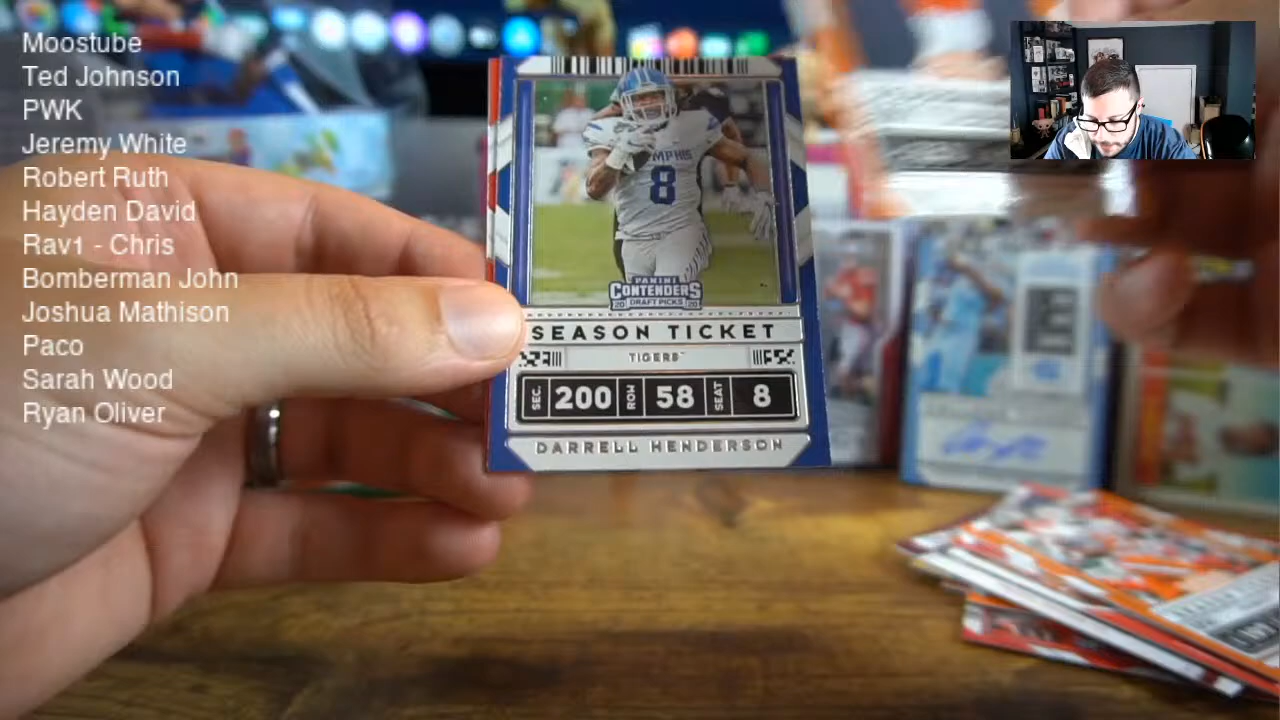 Moostube
Ted Johnson
PWK
Jeremy White
Robert Ruth
Hayden David
Rav1 - Chris
Bomberman John
Joshua Mathison
Paco
Sarah Wood
Ryan Oliver
MPHIS
8
PANINI
CONTENDERS
20 DRAFT PICKS 20
SEASON TICKET
TIGERS
SEC. 200 ROW 58 SEAT 8
DARRELL HENDERSON